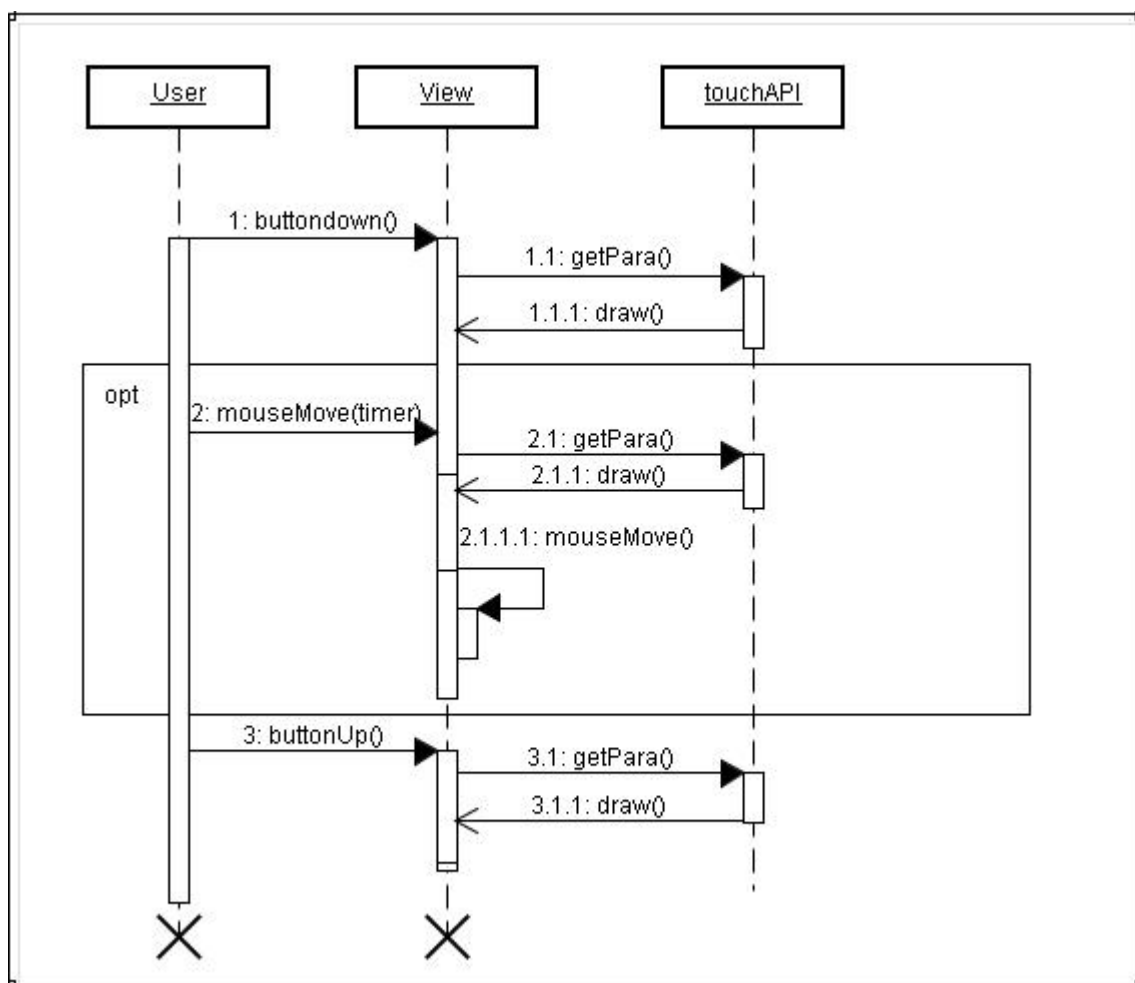 User
View
touchAPI
1: buttondown()
1.1: getPara()
1.1.1: draw()
opt
2: mouseMove(timer)
2.1: getPara()
2.1.1: draw()
2.1.1.1: mouseMove()
3: buttonUp()
3.1: getPara()
3.1.1: draw()